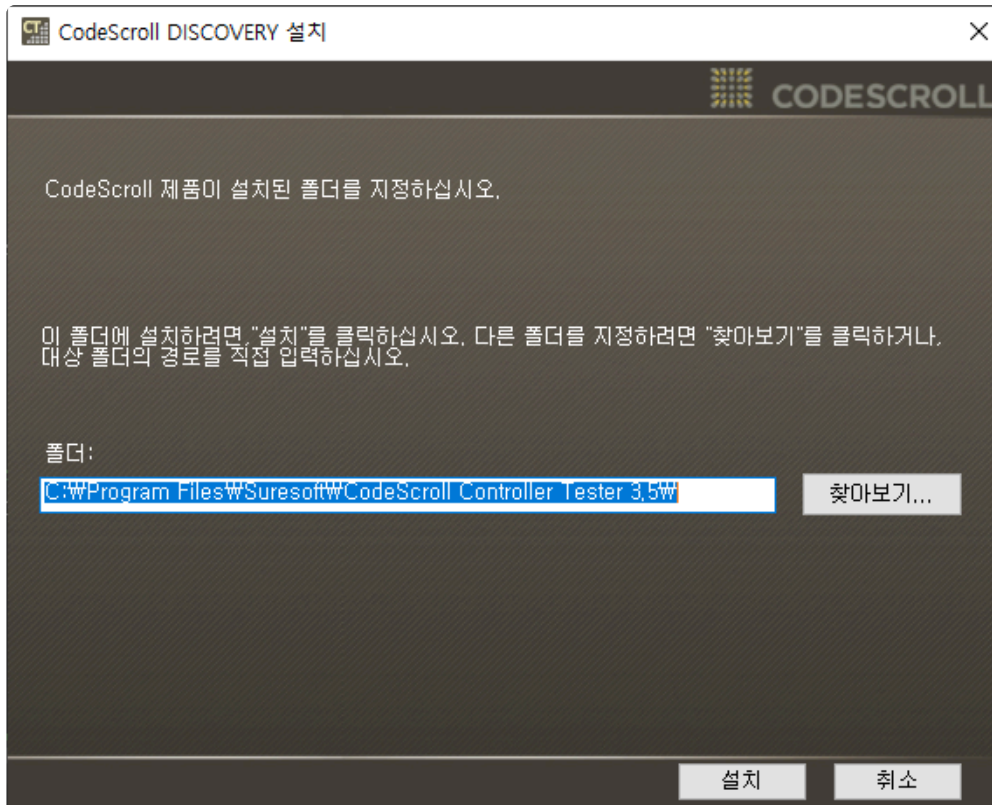 CT
CodeScroll DISCOVERY 설치
CODESCROLL
CodeScroll 제품이 설치된 폴더를 지정하십시오.
이 폴더에 설치하려면,"설치"를 클릭하십시오. 다른 폴더를 지정하려면 "찾아보기"를 클릭하거나,
대상 폴더의 경로를 직접 입력하십시오.
폴더:
C:₩Program Files₩Suresoft₩CodeScroll Controller Tester 3.5₩
찾아보기...
설치
취소